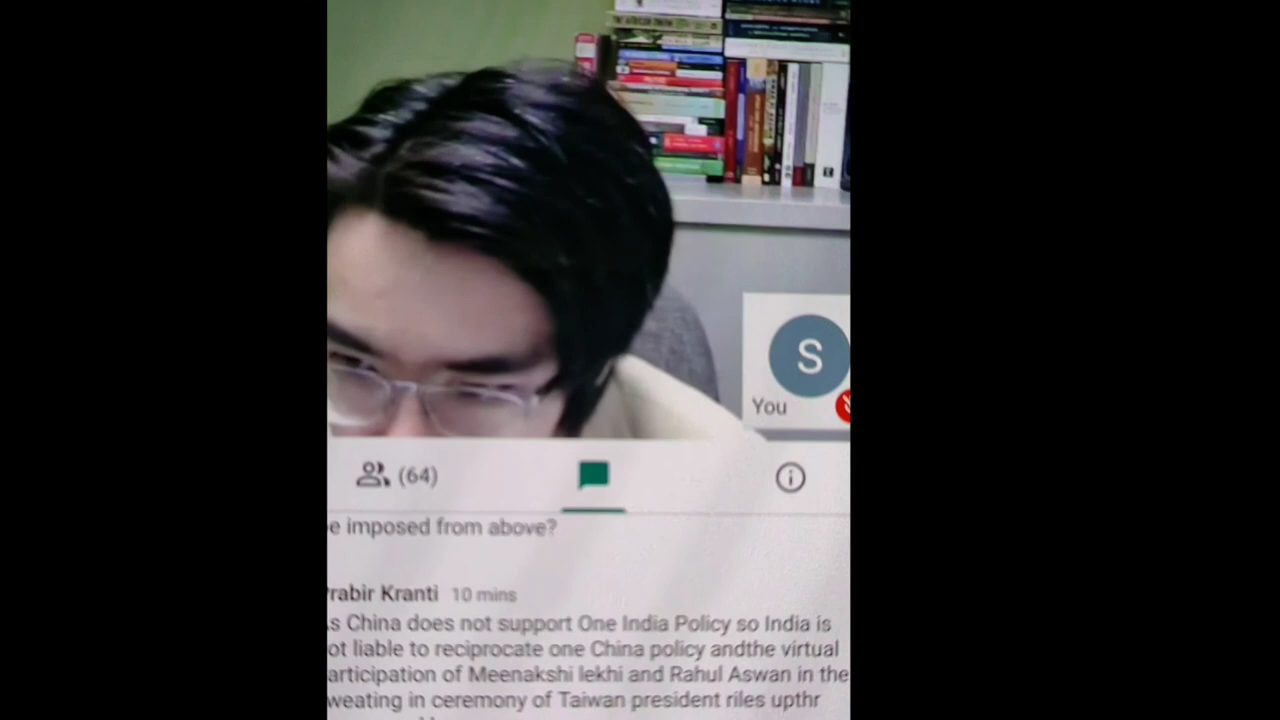 S
You
(64)
e imposed from above?
rabir Kranti 10 mins
s China does not support One India Policy so India is
ot liable to reciprocate one China policy andthe virtual
articipation of Meenakshi lekhi and Rahul Aswan in the
weating in ceremony of Taiwan president riles upthr